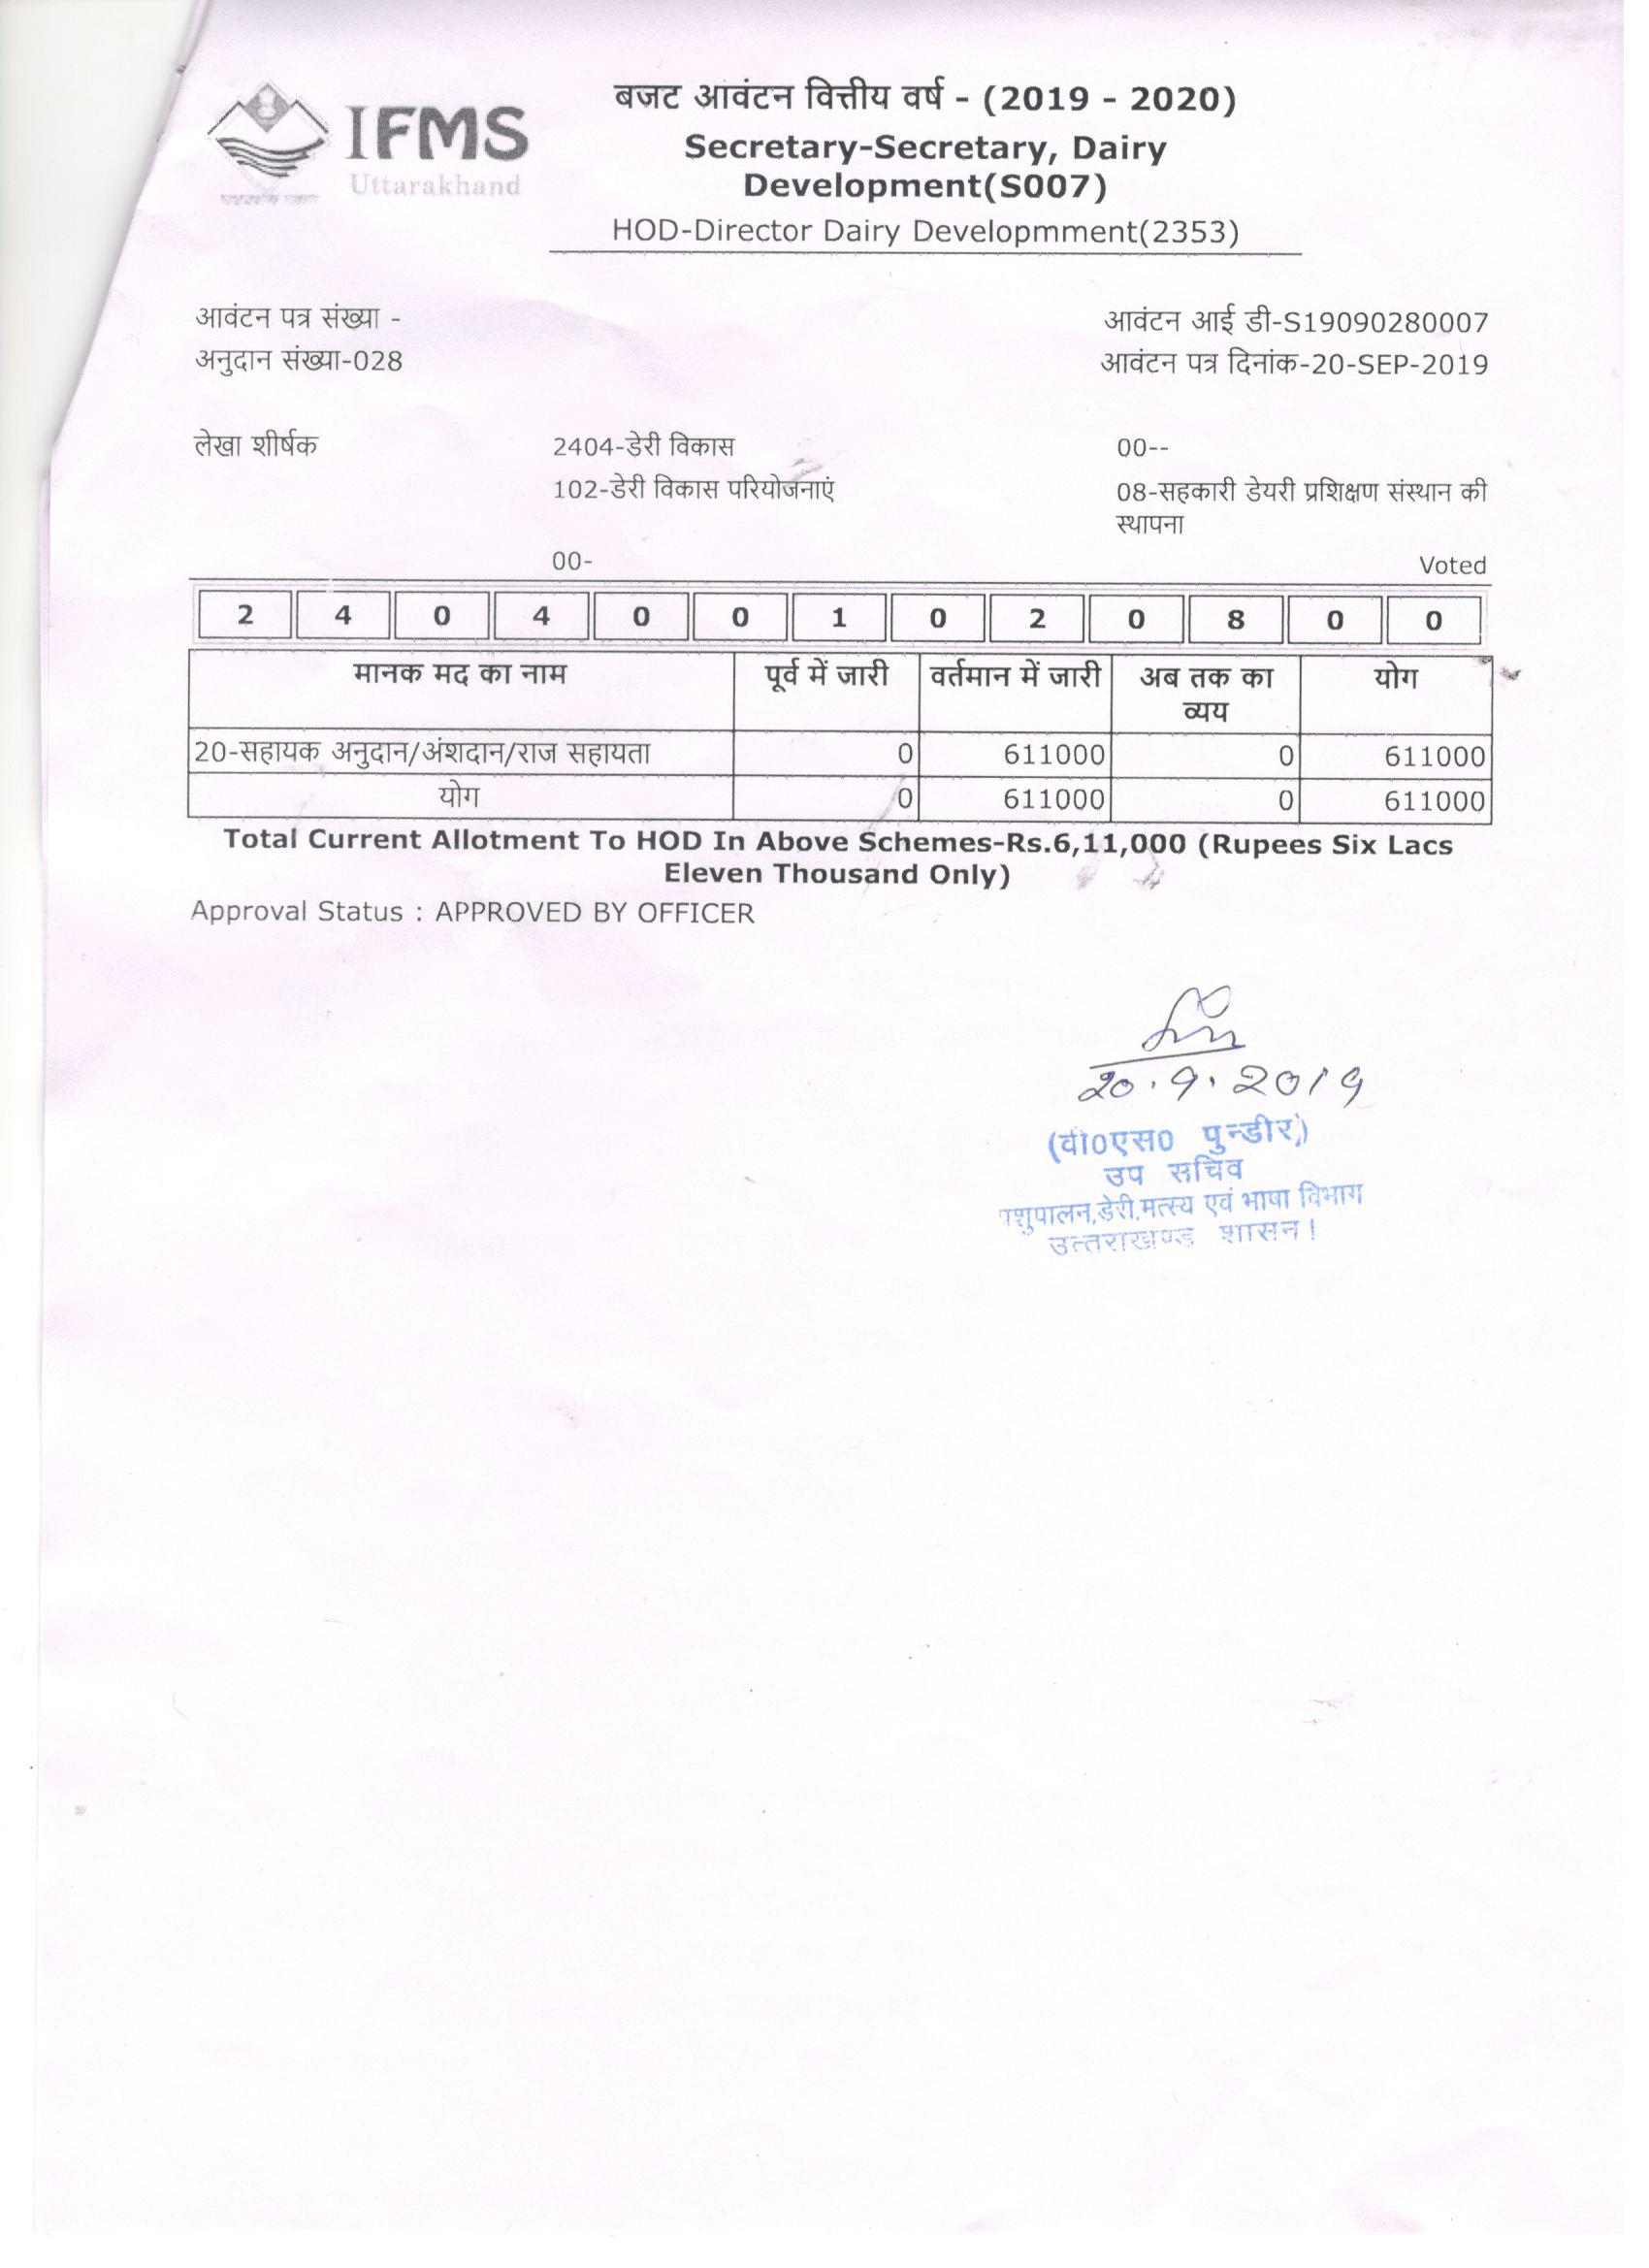 IFMS
Uttarakhand
बजट आवंटन वित्तीय वर्ष - (2019 - 2020)
Secretary-Secretary, Dairy
Development(S007)
HOD-Director Dairy Developmment(2353)
आवंटन पत्र संख्या -
आवंटन आई डी-S19090280007
अनुदान संख्या-028
आवंटन पत्र दिनांक-20-SEP-2019
लेखा शीर्षक 2404-डेरी विकास 00--
102-डेरी विकास परियोजनाएं 08-सहकारी डेयरी प्रशिक्षण संस्थान की
स्थापना
00- Voted
2 4 0 4 0 0 1 0 2 0 8 0 0
मानक मद का नाम पूर्व में जारी वर्तमान में जारी अब तक का योग
व्यय
20-सहायक अनुदान/अंशदान/राज सहायता 0 611000 0 611000
योग 0 611000 0 611000
Total Current Allotment To HOD In Above Schemes-Rs.6,11,000 (Rupees Six Lacs
Eleven Thousand Only)
Approval Status : APPROVED BY OFFICER
20.9.2019
(वी0एस0 पुन्डीर)
उप सचिव
पशुपालन,डेरी,मत्स्य एवं भाषा विभाग
उत्तराखण्ड शासन।